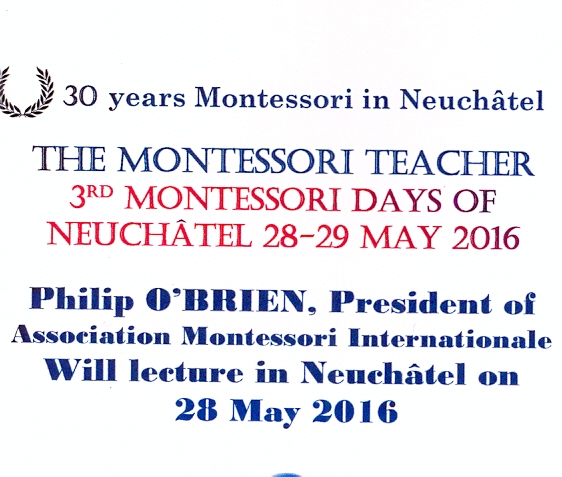 30 years Montessori in Neuchâtel
THE MONTESSORI TEACHER
3RD MONTESSORI DAYS OF
NEUCHÂTEL 28-29 MAY 2016
Philip O'BRIEN, President of
Association Montessori Internationale
Will lecture in Neuchâtel on
28 May 2016